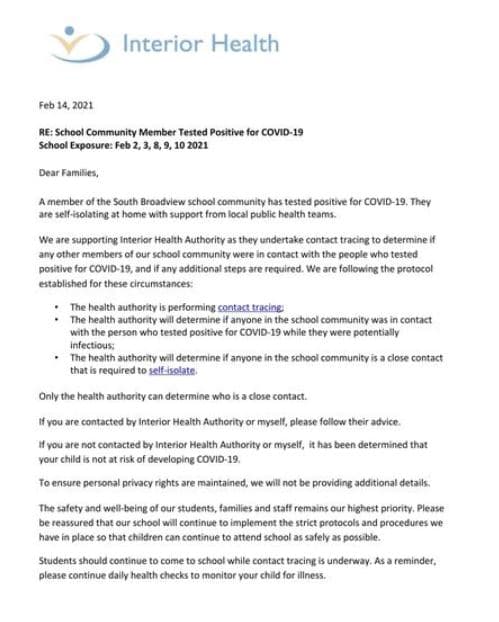 Interior Health
Feb 14, 2021
RE: School Community Member Tested Positive for COVID-19
School Exposure: Feb 2, 3, 8, 9, 10 2021
Dear Families,
A member of the South Broadview school community has tested positive for COVID-19. They
are self-isolating at home with support from local public health teams.
We are supporting Interior Health Authority as they undertake contact tracing to determine if
any other members of our school community were in contact with the people who tested
positive for COVID-19, and if any additional steps are required. We are following the protocol
established for these circumstances:
• The health authority is performing contact tracing;
• The health authority will determine if anyone in the school community was in contact
with the person who tested positive for COVID-19 while they were potentially
infectious;
• The health authority will determine if anyone in the school community is a close contact
that is required to self-isolate.
Only the health authority can determine who is a close contact.
If you are contacted by Interior Health Authority or myself, please follow their advice.
If you are not contacted by Interior Health Authority or myself, it has been determined that
your child is not at risk of developing COVID-19.
To ensure personal privacy rights are maintained, we will not be providing additional details.
The safety and well-being of our students, families and staff remains our highest priority. Please
be reassured that our school will continue to implement the strict protocols and procedures we
have in place so that children can continue to attend school as safely as possible.
Students should continue to come to school while contact tracing is underway. As a reminder,
please continue daily health checks to monitor your child for illness.